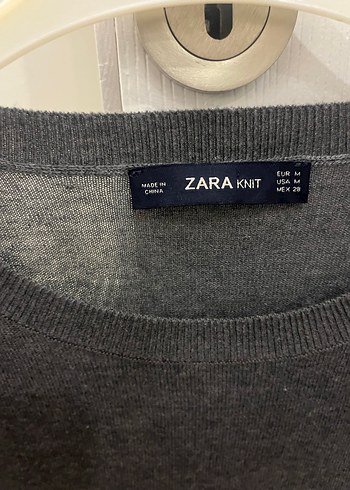 MADE IN
CHINA
ZARA KNIT
EUR M
USA M
MEX 28